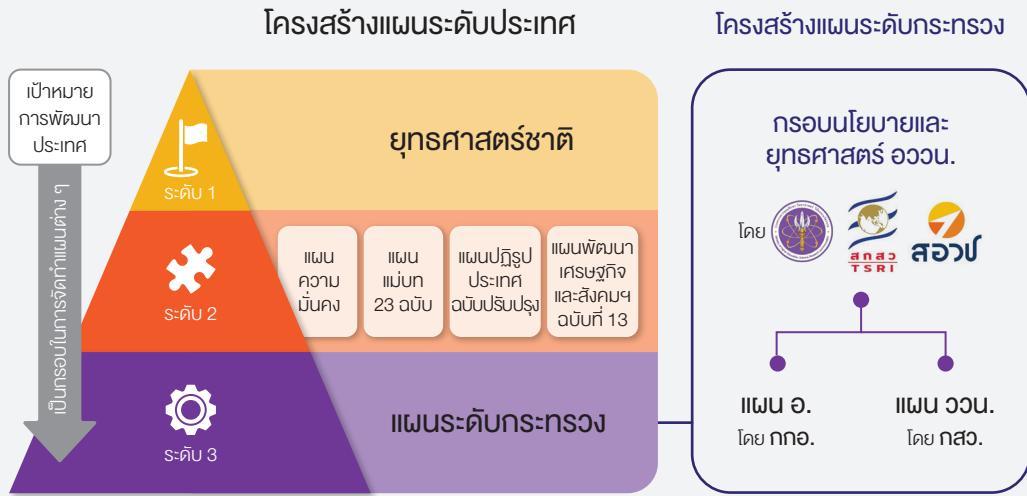 โครงสร้างแผนระดับประเทศ
โครงสร้างแผนระดับกระทรวง
เป้าหมาย
การพัฒนา
ประเทศ
เป็นกรอบในการจัดทำแผนต่าง ๆ
ระดับ 1
ยุทธศาสตร์ชาติ
ระดับ 2
แผน
ความ
มั่นคง
แผน
แม่บท
23 ฉบับ
แผนปฏิรูป
ประเทศ
ฉบับปรับปรุง
แผนพัฒนา
เศรษฐกิจ
และสังคมฯ
ฉบับที่ 13
ระดับ 3
แผนระดับกระทรวง
กรอบนโยบายและ
ยุทธศาสตร์ อววน.
โดย
สกสว
TSRI
สอวช
แผน อ.
โดย กกอ.
แผน ววน.
โดย กสว.